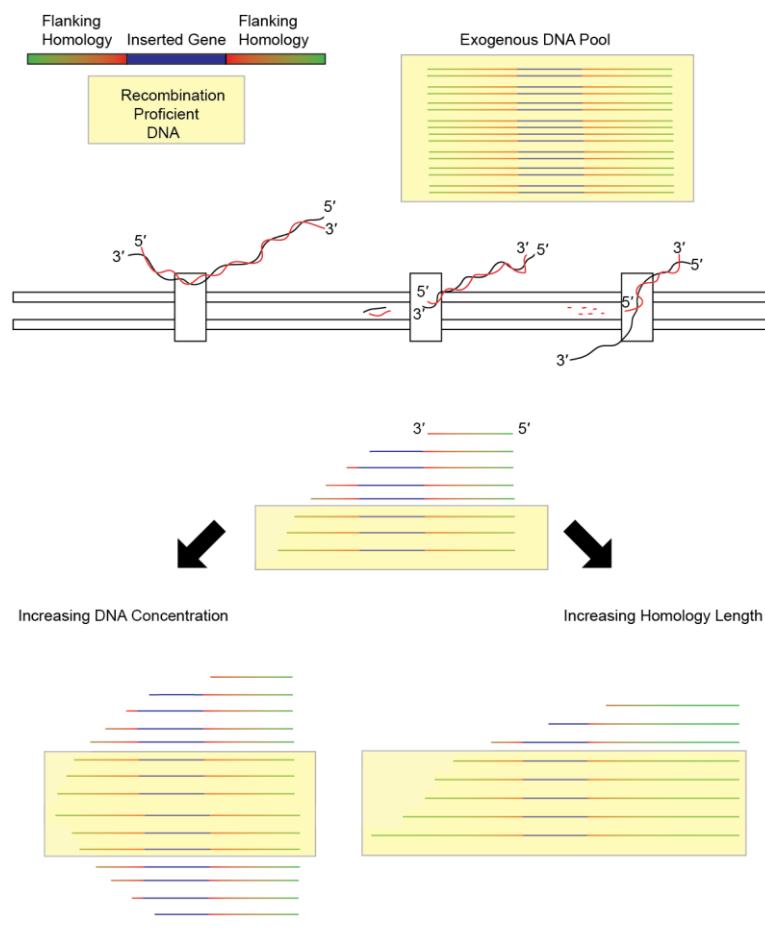 Flanking
Homology
Inserted Gene
Flanking
Homology
Exogenous DNA Pool
Recombination
Proficient
DNA
5′
3′
5′
3′
3′
5′
5′
3′
3′
5′
5′
3′
3′
5′
Increasing DNA Concentration
Increasing Homology Length